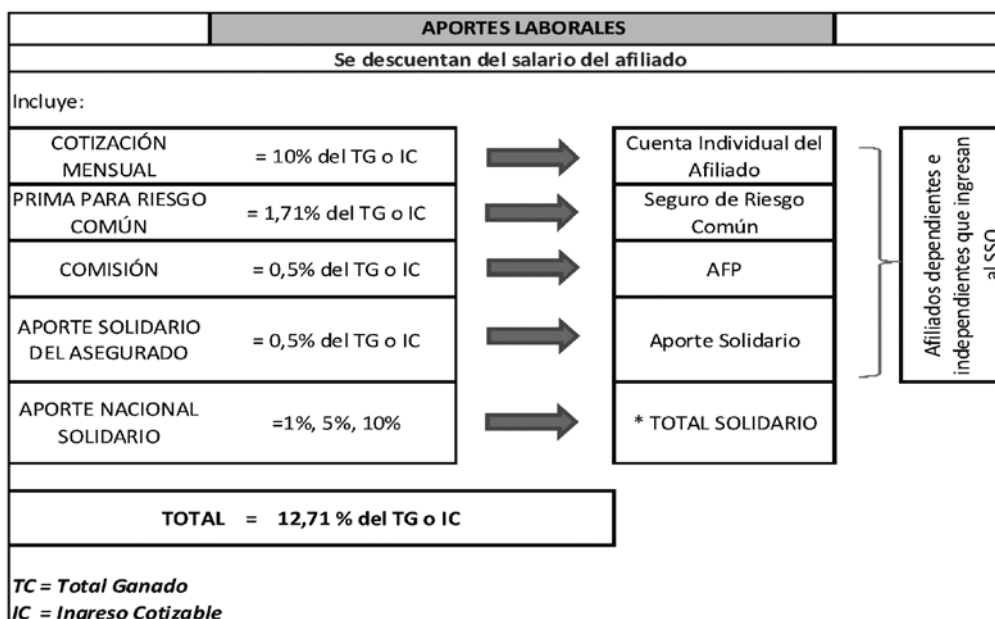 APORTES LABORALES
Se descuentan del salario del afiliado
Incluye:
COTIZACIÓN
MENSUAL
= 10% del TG o IC
Cuenta Individual del
Afiliado
PRIMA PARA RIESGO
COMÚN
= 1,71% del TG o IC
Seguro de Riesgo
Común
COMISIÓN
= 0,5% del TG o IC
AFP
APORTE SOLIDARIO
DEL ASEGURADO
= 0,5% del TG o IC
Aporte Solidario
APORTE NACIONAL
SOLIDARIO
=1%, 5%, 10%
* TOTAL SOLIDARIO
Afiliados dependientes e
independientes que ingresan
al SSO
TOTAL = 12,71 % del TG o IC
TC = Total Ganado
IC = Ingreso Cotizable